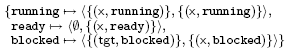 {running ↦ ⟨{(x, running)}, {(x, running)}⟩,
ready ↦ ⟨∅, {(x, ready)}⟩,
blocked ↦ ⟨{(tgt, blocked)}, {(x, blocked)}⟩}